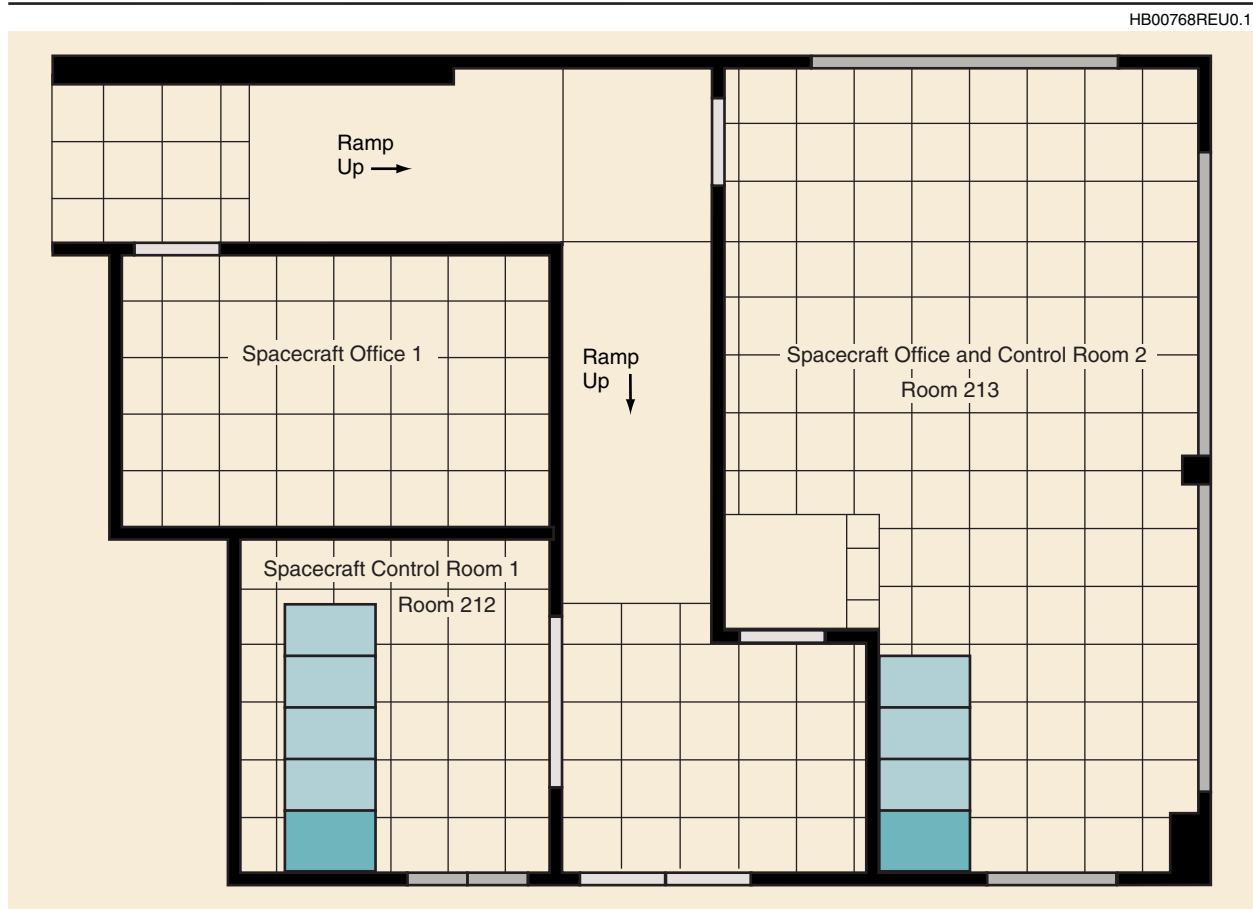 HB00768REU0.1
Ramp
Up
Spacecraft Office 1
Ramp
Up
Spacecraft Office and Control Room 2
Room 213
Spacecraft Control Room 1
Room 212